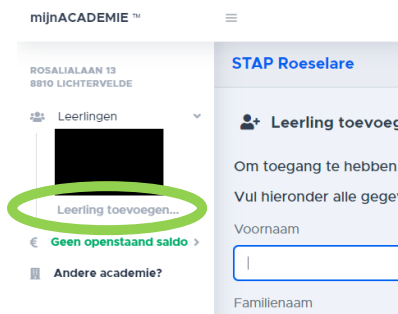 mijnACADEMIE ™
ROSALIALAAN 13
8810 LICHTERVELDE
Leerlingen
Leerling toevoegen...
€ Geen openstaand saldo
Andere academie?
STAP Roeselare
Leerling toevoeg
Om toegang te hebben
Vul hieronder alle gege
Voornaam
Familienaam